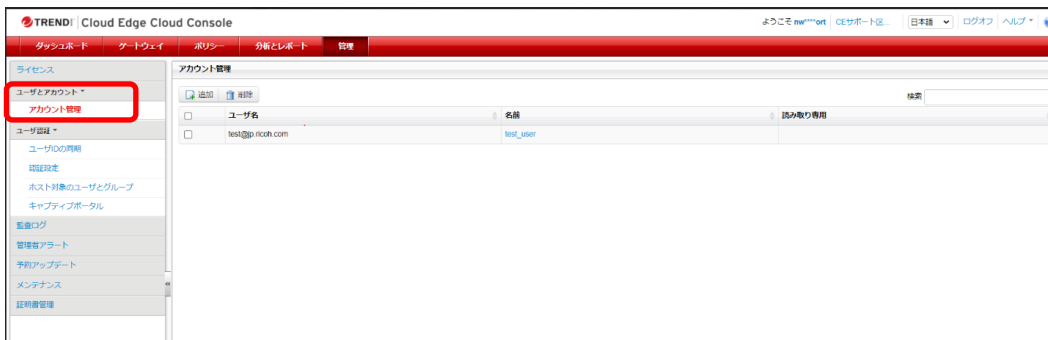 TREND Cloud Edge Cloud Console
ようこそ nw****ort CEサポート区... 日本語 ログオフ ヘルプ
ダッシュボード ゲートウェイ ポリシー 分析とレポート 管理
ライセンス
ユーザとアカウント
アカウント管理
ユーザ認証
ユーザIDの同期
認証設定
ホスト対象のユーザとグループ
キャプティブポータル
監査ログ
管理者アラート
予約アップデート
メンテナンス
証明書管理
アカウント管理
追加 削除
検索
ユーザ名 名前 読み取り専用
test@jp.ricoh.com test_user